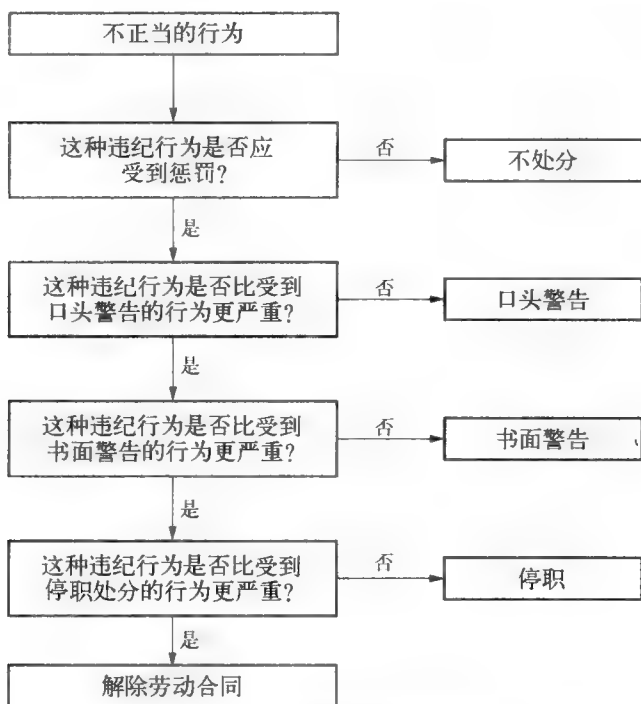 不正当的行为
这种违纪行为是否应
受到惩罚?
否
不处分
是
这种违纪行为是否比受到
口头警告的行为更严重?
否
口头警告
是
这种违纪行为是否比受到
书面警告的行为更严重?
否
书面警告
是
这种违纪行为是否比受到
停职处分的行为更严重?
否
停职
是
解除劳动合同